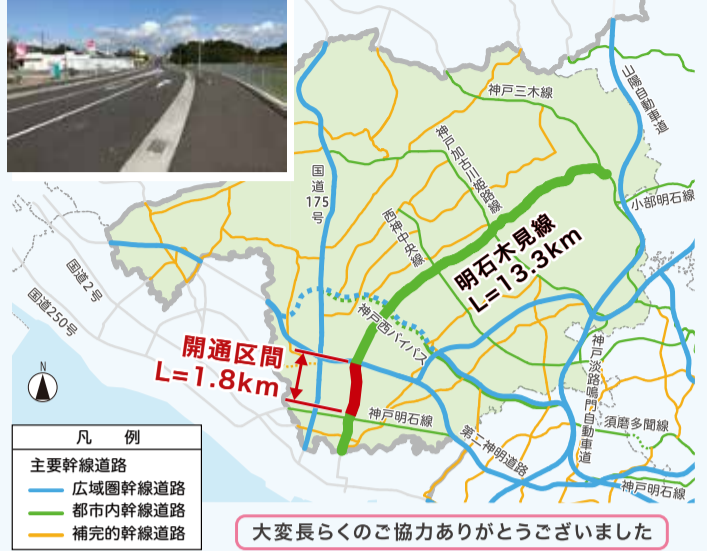 神戸三木線
山陽自動車道
神戸加古川姫路線
国道
175
号
小部明石線
西神中央線
明石木見線
L=13.3km
国道2号
国道250号
神戸西バイパス
開通区間
L=1.8km
神戸淡路鳴門自動車道
N
神戸明石線
須磨多聞線
第二神明道路
神戸明石線
凡 例
主要幹線道路
広域圏幹線道路
都市内幹線道路
補完的幹線道路
大変長らくのご協力ありがとうございました